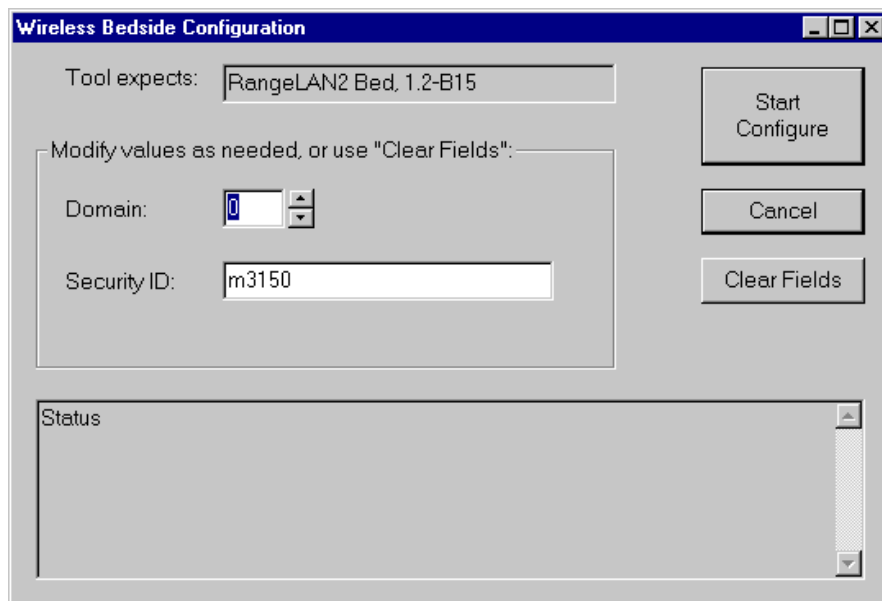 Wireless Bedside Configuration
Tool expects: RangeLAN2 Bed, 1.2-B15
Start
Configure
Modify values as needed, or use "Clear Fields":
Domain: 0
Cancel
Security ID: m3150
Clear Fields
Status